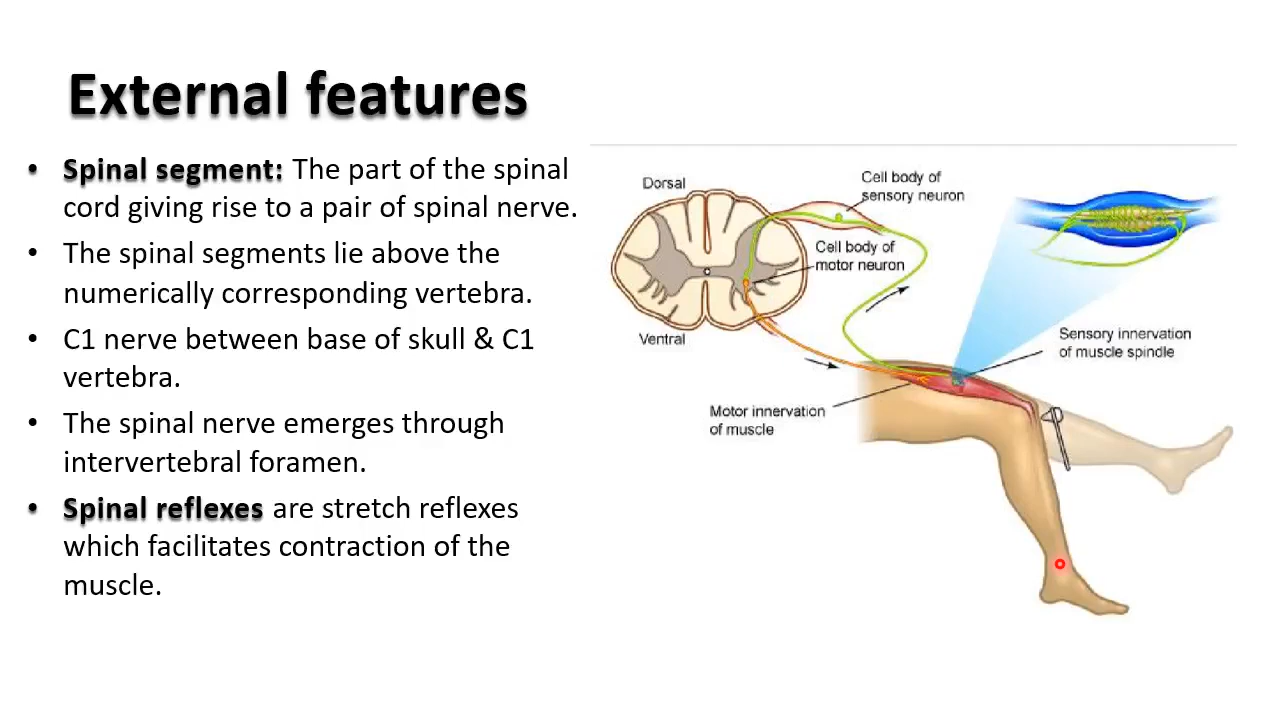 External features
• Spinal segment: The part of the spinal
cord giving rise to a pair of spinal nerve.
• The spinal segments lie above the
numerically corresponding vertebra.
• C1 nerve between base of skull & C1
vertebra.
• The spinal nerve emerges through
intervertebral foramen.
• Spinal reflexes are stretch reflexes
which facilitates contraction of the
muscle.
Dorsal
Cell body of
sensory neuron
Cell body of
motor neuron
Ventral
Sensory innervation
of muscle spindle
Motor innervation
of muscle